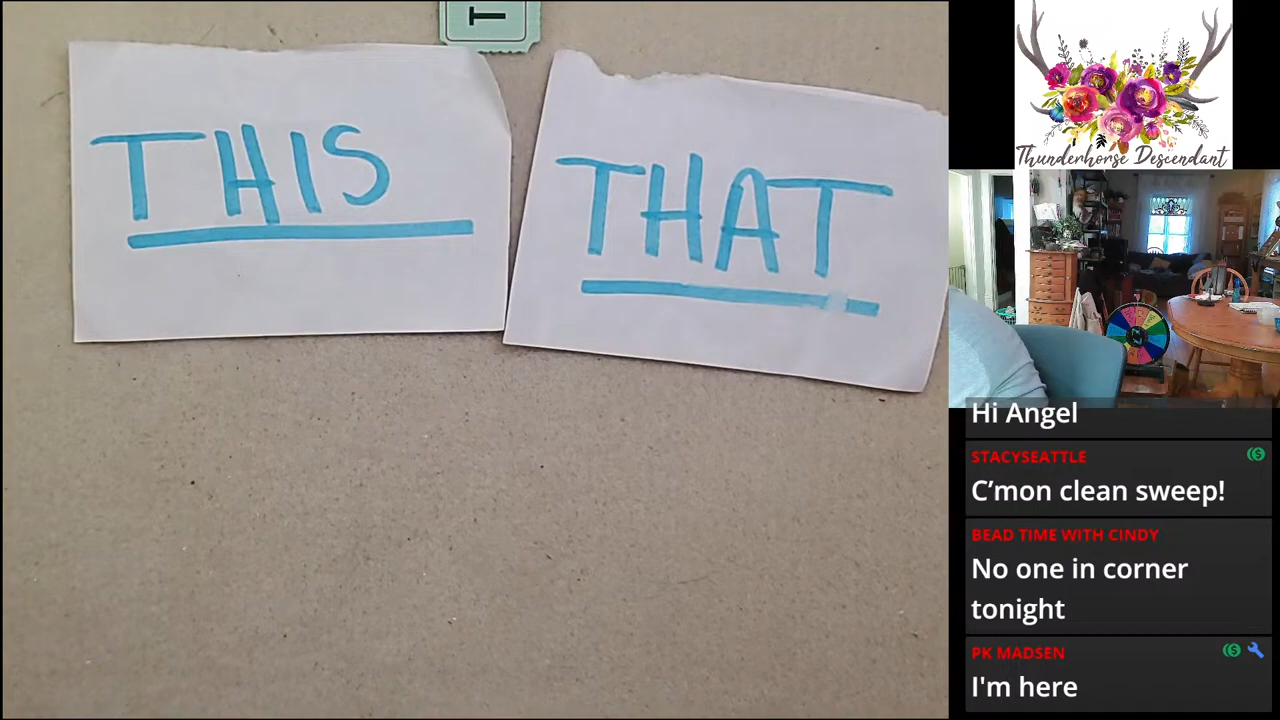 T
THIS
THAT
Thunderhorse Descendant
Hi Angel
STACYSEATTLE
C’mon clean sweep!
BEAD TIME WITH CINDY
No one in corner
tonight
PK MADSEN
I'm here